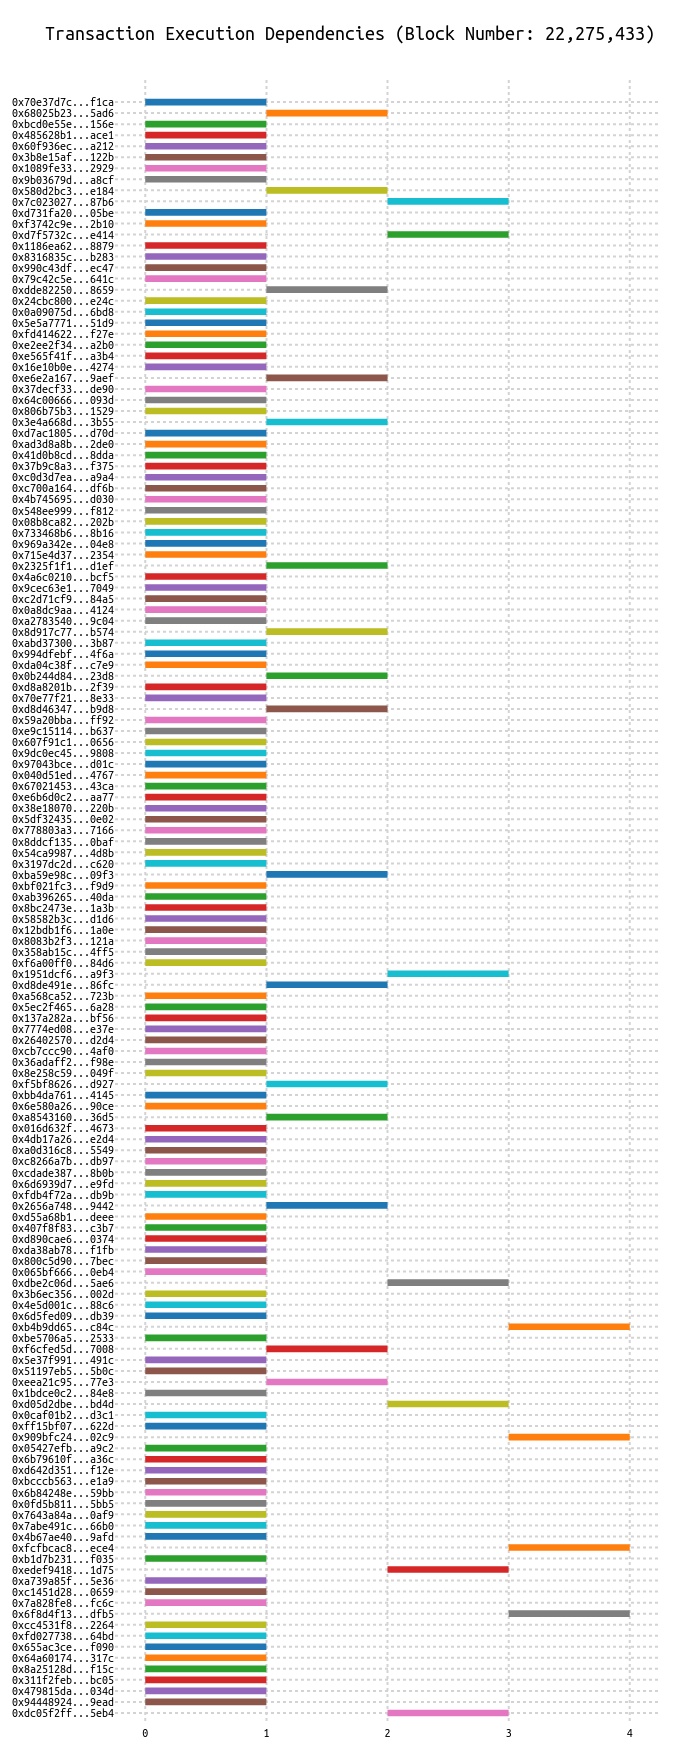 Transaction Execution Dependencies (Block Number: 22,275,433)
0x70e37d7c...f1ca
0x68025b23...5ad6
0xbcd0e55e...156e
0x485628b1...ace1
0x60f936ec...a212
0x3b8e15af...122b
0x1089fe33...2929
0x9b03679d...a8cf
0x580d2bc3...e184
0x7c023027...87b6
0xd731fa20...05be
0xf3742c9e...2b10
0xd7f5732c...e414
0x1186ea62...8879
0x8316835c...b283
0x990c43df...ec47
0x79c42c5e...641c
0xdde82250...8659
0x24cbc800...e24c
0x0a09075d...6bd8
0x5e5a7771...51d9
0xfd414622...f27e
0xe2ee2f34...a2b0
0xe565f41f...a3b4
0x16e10b0e...4274
0xe6e2a167...9aef
0x37decf33...de90
0x64c00666...093d
0x806b75b3...1529
0x3e4a668d...3b55
0xd7ac1805...d70d
0xad3d8a8b...2de0
0x41d0b8cd...8dda
0x37b9c8a3...f375
0xc0d3d7ea...a9a4
0xc700a164...df6b
0x4b745695...d030
0x548ee999...f812
0x08b8ca82...202b
0x733468b6...8b16
0x969a342e...04e8
0x715e4d37...2354
0x2325f1f1...d1ef
0x4a6c0210...bcf5
0x9cec63e1...7049
0xc2d71cf9...84a5
0x0a8dc9aa...4124
0xa2783540...9c04
0x8d917c77...b574
0xabd37300...3b87
0x994dfebf...4f6a
0xda04c38f...c7e9
0x0b244d84...23d8
0xd8a8201b...2f39
0x70e77f21...8e33
0xd8d46347...b9d8
0x59a20bba...ff92
0xe9c15114...b637
0x607f91c1...0656
0x9dc0ec45...9808
0x97043bce...d01c
0x040d51ed...4767
0x67021453...43ca
0xe6b6d0c2...aa77
0x38e18070...220b
0x5df32435...0e02
0x778803a3...7166
0x8ddcf135...0baf
0x54ca9987...4d8b
0x3197dc2d...c620
0xba59e98c...09f3
0xbf021fc3...f9d9
0xab396265...40da
0x8bc2473e...1a3b
0x58582b3c...d1d6
0x12bdb1f6...1a0e
0x8083b2f3...121a
0x358ab15c...4ff5
0xf6a00ff0...84d6
0x1951dcf6...a9f3
0xd8de491e...86fc
0xa568ca52...723b
0x5ec2f465...6a28
0x137a282a...bf56
0x7774ed08...e37e
0x26402570...d2d4
0xcb7ccc90...4af0
0x36adaff2...f98e
0x8e258c59...049f
0xf5bf8626...d927
0xbb4da761...4145
0x6e580a26...90ce
0xa8543160...36d5
0x016d632f...4673
0x4db17a26...e2d4
0xa0d316c8...5549
0xc8266a7b...db97
0xcdade387...8b0b
0x6d6939d7...e9fd
0xfdb4f72a...db9b
0x2656a748...9442
0xd55a68b1...deee
0x407f8f83...c3b7
0xd890cae6...0374
0xda38ab78...f1fb
0x800c5d90...7bec
0x065bf666...0eb4
0xdbe2c06d...5ae6
0x3b6ec356...002d
0x4e5d001c...88c6
0x6d5fed09...db39
0xb4b9dd65...c84c
0xbe5706a5...2533
0xf6cfed5d...7008
0x5e37f991...491c
0x51197eb5...5b0c
0xeea21c95...77e3
0x1bdce0c2...84e8
0xd05d2dbe...bd4d
0x0caf01b2...d3c1
0xff15bf07...622d
0x909bfc24...02c9
0x05427efb...a9c2
0x6b79610f...a36c
0xd642d351...f12e
0xbcccb563...e1a9
0x6b84248e...59bb
0x0fd5b811...5bb5
0x7643a84a...0af9
0x7abe491c...66b0
0x4b67ae40...9afd
0xfcfbcac8...ece4
0xb1d7b231...f035
0xedef9418...1d75
0xa739a85f...5e36
0xc1451d28...0659
0x7a828fe8...fc6c
0x6f8d4f13...dfb5
0xcc4531f8...2264
0xfd027738...64bd
0x655ac3ce...f090
0x64a60174...317c
0x8a25128d...f15c
0x311f2feb...bc05
0x479815da...034d
0x94448924...9ead
0xdc05f2ff...5eb4
0 1 2 3 4